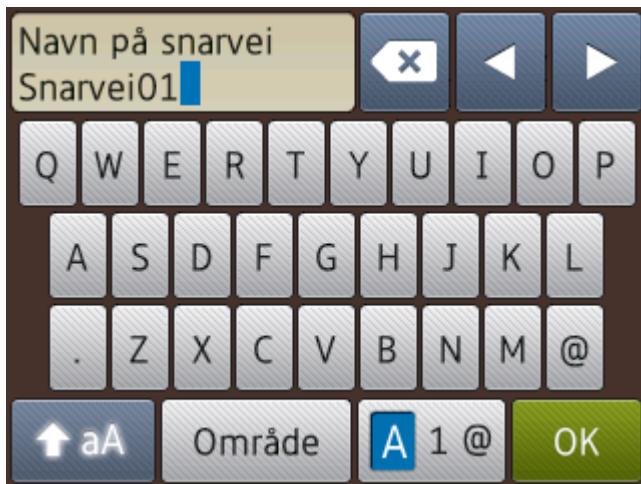 Navn på snarvei
Snarvei01
Q W E R T Y U I O P
A S D F G H J K L
. Z X C V B N M @
aA Område A 1 @ OK